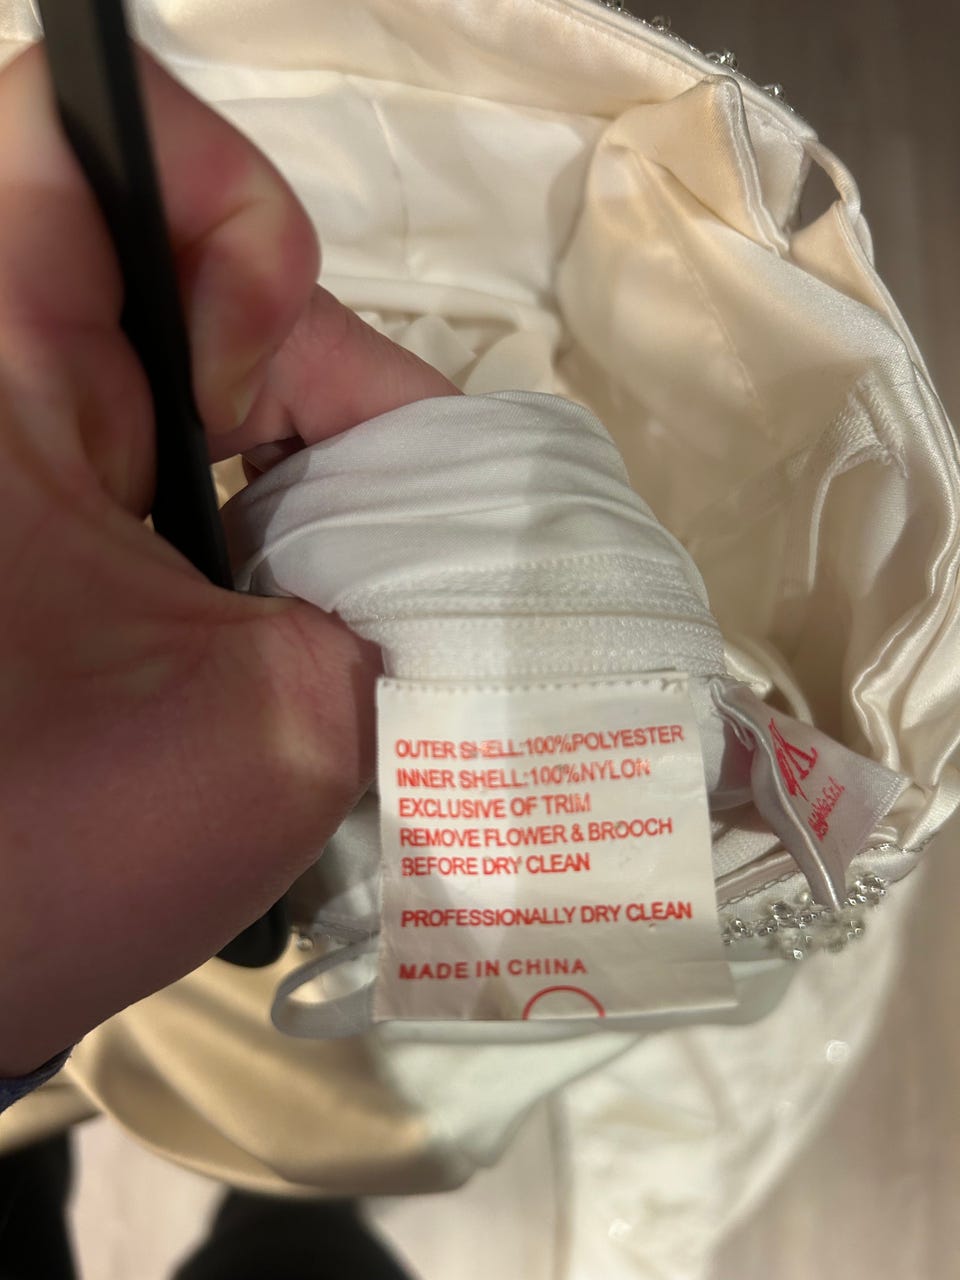 OUTER SHELL:100%POLYESTER
INNER SHELL:100%NYLON
EXCLUSIVE OF TRIM
REMOVE FLOWER & BROOCH
BEFORE DRY CLEAN
PROFESSIONALLY DRY CLEAN
MADE IN CHINA